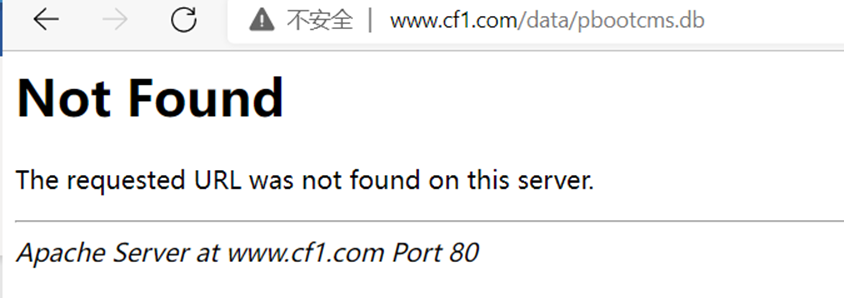 不安全 | www.cf1.com/data/pbootcms.db
Not Found
The requested URL was not found on this server.
Apache Server at www.cf1.com Port 80